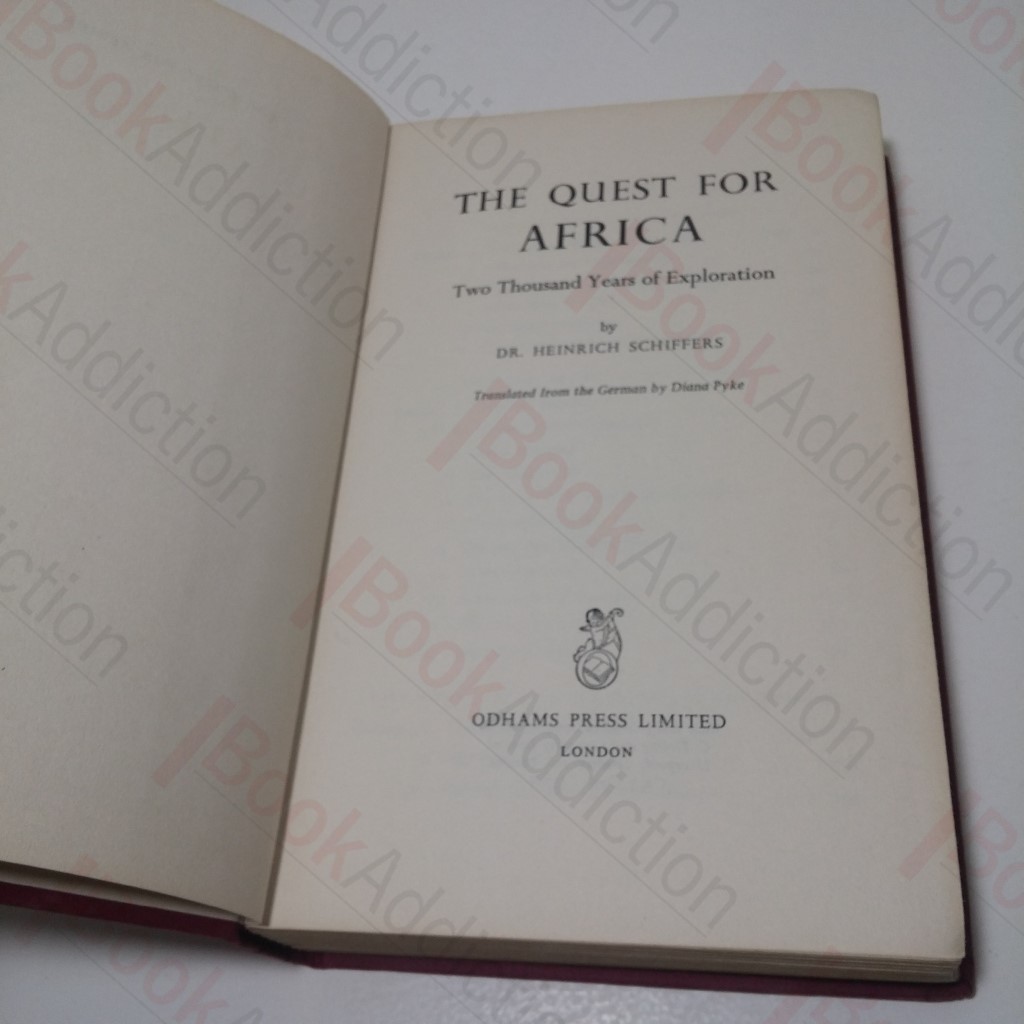 THE QUEST FOR
AFRICA
Two Thousand Years of Exploration
by
DR. HEINRICH SCHIFFERS
Translated from the German by Diana Pyke
ODHAMS PRESS LIMITED
LONDON
BookAddiction